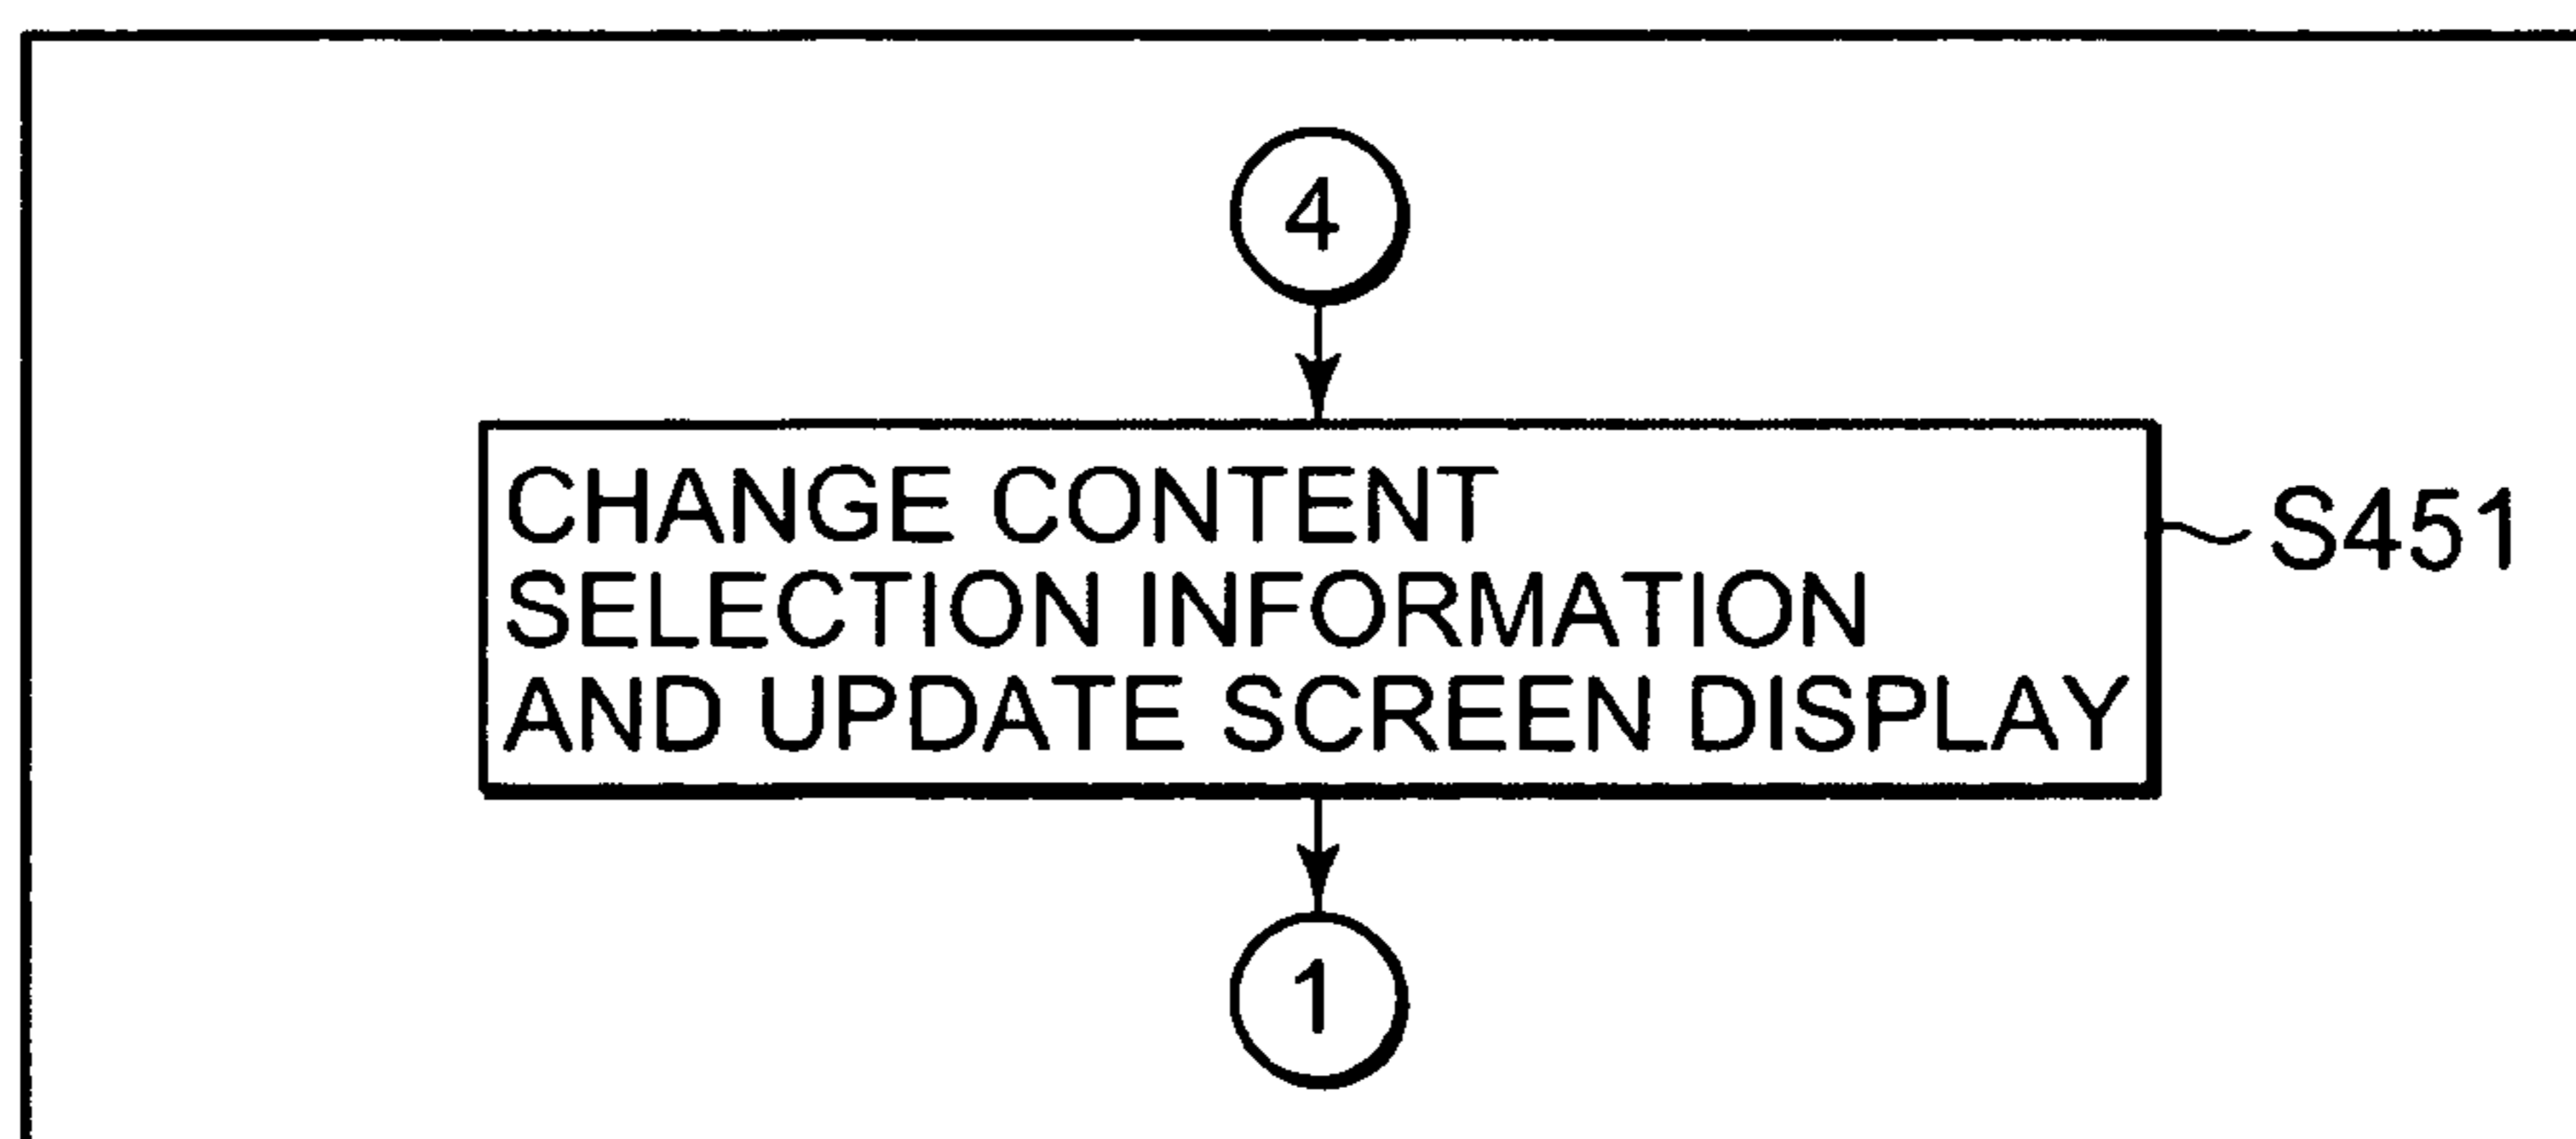 4
CHANGE CONTENT
SELECTION INFORMATION
AND UPDATE SCREEN DISPLAY
S451
1